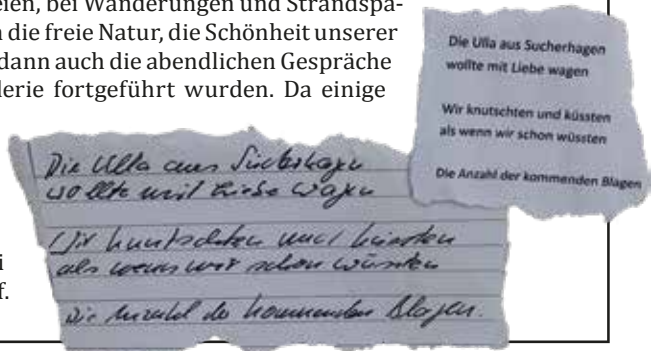 eien, bei Wanderungen und Strandspa-
n die freie Natur, die Schönheit unserer
dann auch die abendlichen Gespräche
lerie fortgeführt wurden. Da einige
i
f.
Die Ulla aus Sucherhagen
wollte mit Liebe wagen
Wir knutschten und küssten
als wenn wir schon wüssten
Die Anzahl der kommenden Blagen
Die Ulla aus Sucherhagen
wollte mit Liebe wagen
Wir knutschten und küssten
als wenn wir schon wüssten
Die Anzahl der kommenden Blagen.